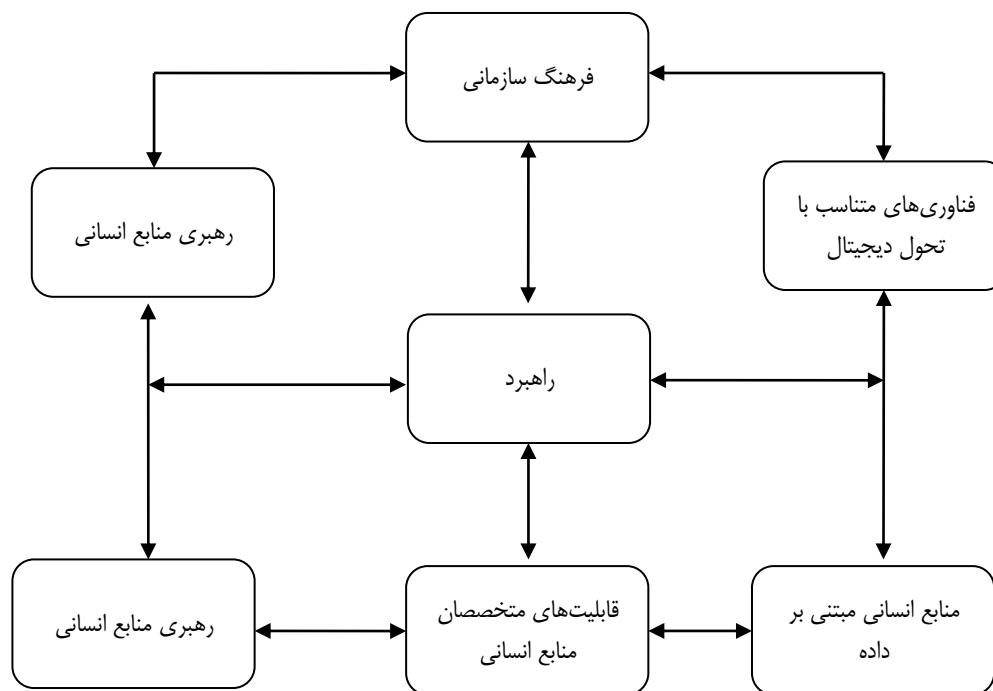 فرهنگ سازمانی
فناوری‌های متناسب با
تحول دیجیتال
رهبری منابع انسانی
راهبرد
منابع انسانی مبتنی بر
داده
قابلیت‌های متخصصان
منابع انسانی
رهبری منابع انسانی